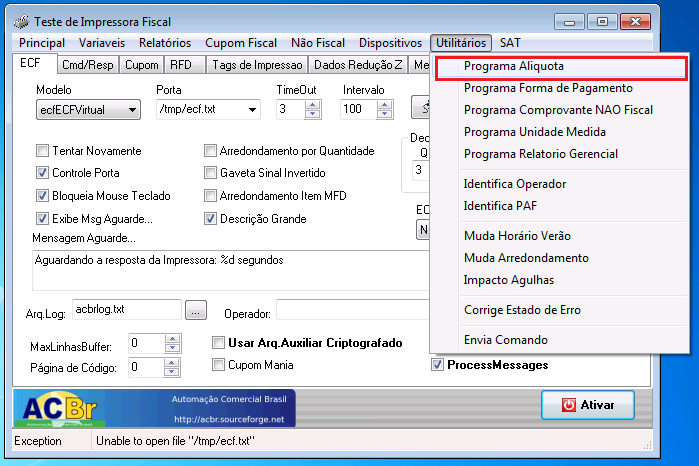 Teste de Impressora Fiscal
Principal Variaveis Relatórios Cupom Fiscal Não Fiscal Dispositivos Utilitários SAT
ECF Cmd/Resp Cupom RFD Tags de Impressao Dados Redução Z Me
Programa Aliquota
Programa Forma de Pagamento
Programa Comprovante NAO Fiscal
Programa Unidade Medida
Programa Relatorio Gerencial
Identifica Operador
Identifica PAF
Muda Horário Verão
Muda Arredondamento
Impacto Agulhas
Corrige Estado de Erro
Envia Comando
Modelo Porta TimeOut Intervalo
ecfECFVirtual /tmp/ecf.txt 3 100
Tentar Novamente Arredondamento por Quantidade Dec
Q
Controle Porta Gaveta Sinal Invertido 3
Bloqueia Mouse Teclado Arredondamento Item MFD
Exibe Msg Aguarde... Descrição Grande EC
N
Mensagem Aguarde...
Aguardando a resposta da Impressora: %d segundos
Arq.Log: acbrlog.txt ... Operador:
MaxLinhasBuffer: 0 Usar Arq.Auxiliar Criptografado
Página de Código: 0 Cupom Mania ProcessMessages
ACBr
Automação Comercial Brasil
Automação Comercial Brasil
http://acbr.sourceforge.net
Ativar
Exception Unable to open file "/tmp/ecf.txt"